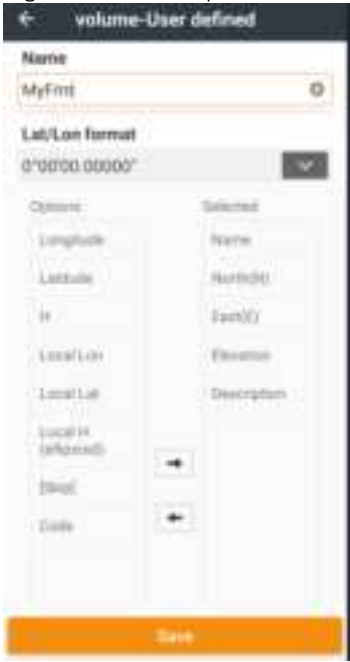 volume-User defined
Name
MyFmt
Lat/Lon format
0°00'00.00000"
Options
Selected
Longitude
Name
Latitude
North(N)
H
East(E)
Local Lon
Elevation
Local Lat
Description
Local H
(ellipsoid)
[Skip]
Code
Save